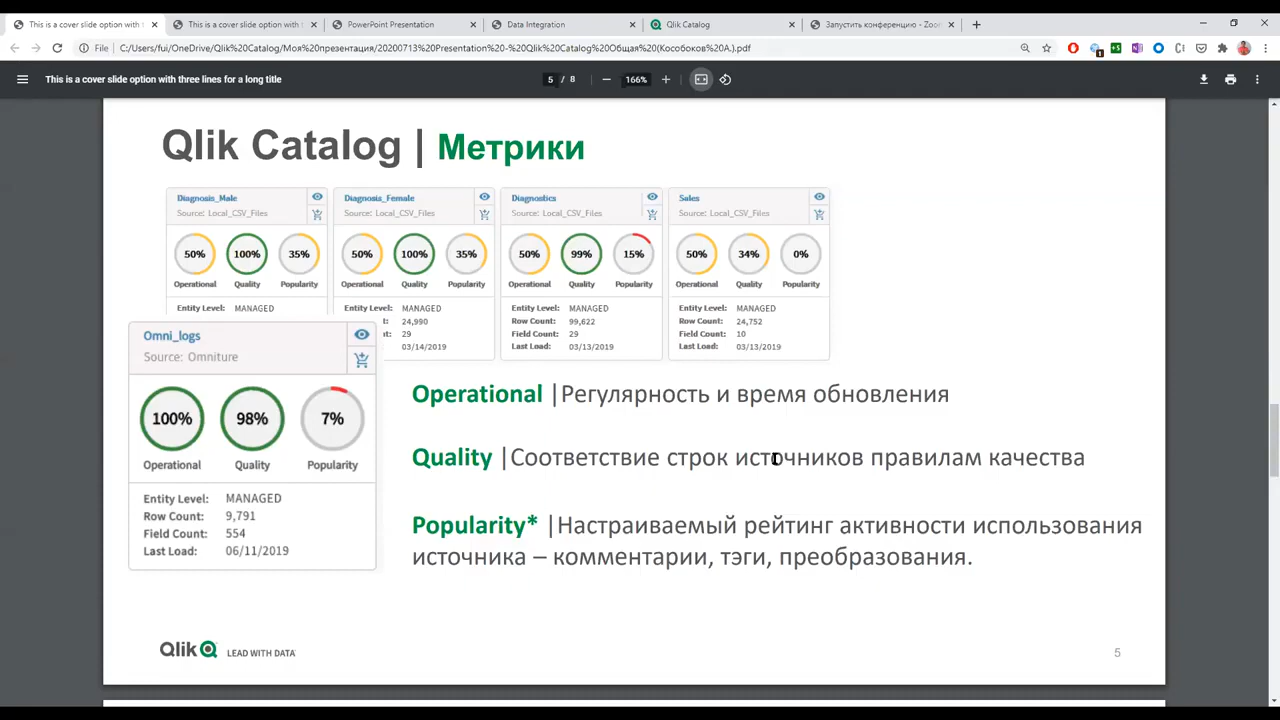 This is a cover slide option with t
This is a cover slide option with t
PowerPoint Presentation
Data Integration
Qlik Catalog
Запустить конференцию - Zoo
File
C:/Users/fui/OneDrive/Qlik%20Catalog/Моя%20презентация/20200713%20Presentation%20-%20Qlik%20Catalog%20Общая%20(Кособоков%20А.).pdf
This is a cover slide option with three lines for a long title
5 / 8
166%
Qlik Catalog | Метрики
Diagnosis_Male
Source: Local_CSV_Files
50%
100%
35%
Operational
Quality
Popularity
Entity Level: MANAGED
Diagnosis_Female
Source: Local_CSV_Files
50%
100%
35%
Operational
Quality
Popularity
Entity Level: MANAGED
nt: 24,990
nt: 29
03/14/2019
Diagnostics
Source: Local_CSV_Files
50%
99%
15%
Operational
Quality
Popularity
Entity Level: MANAGED
Row Count: 99,622
Field Count: 29
Last Load: 03/13/2019
Sales
Source: Local_CSV_Files
50%
34%
0%
Operational
Quality
Popularity
Entity Level: MANAGED
Row Count: 24,752
Field Count: 10
Last Load: 03/13/2019
Omni_logs
Source: Omniture
100%
98%
7%
Operational
Quality
Popularity
Entity Level: MANAGED
Row Count: 9,791
Field Count: 554
Last Load: 06/11/2019
Operational |Регулярность и время обновления
Quality |Соответствие строк источников правилам качества
Popularity* |Настраиваемый рейтинг активности использования
источника – комментарии, тэги, преобразования.
Qlik LEAD WITH DATA
5